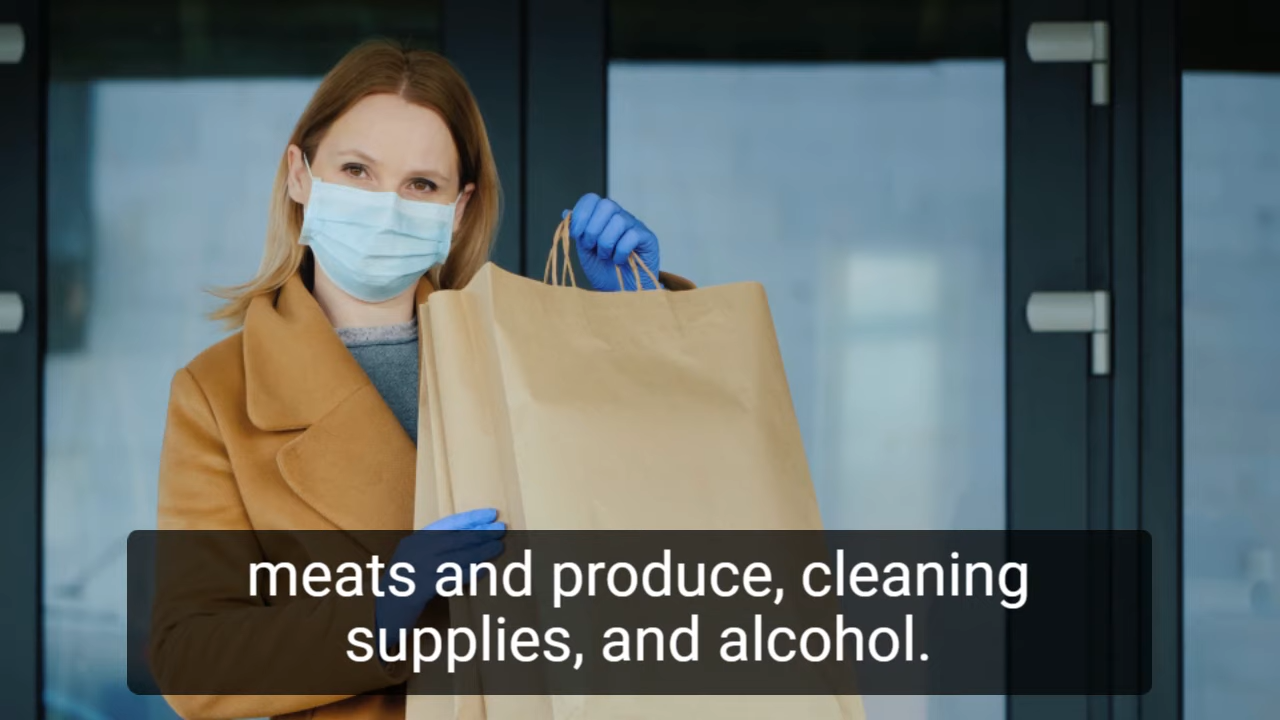 meats and produce, cleaning
supplies, and alcohol.